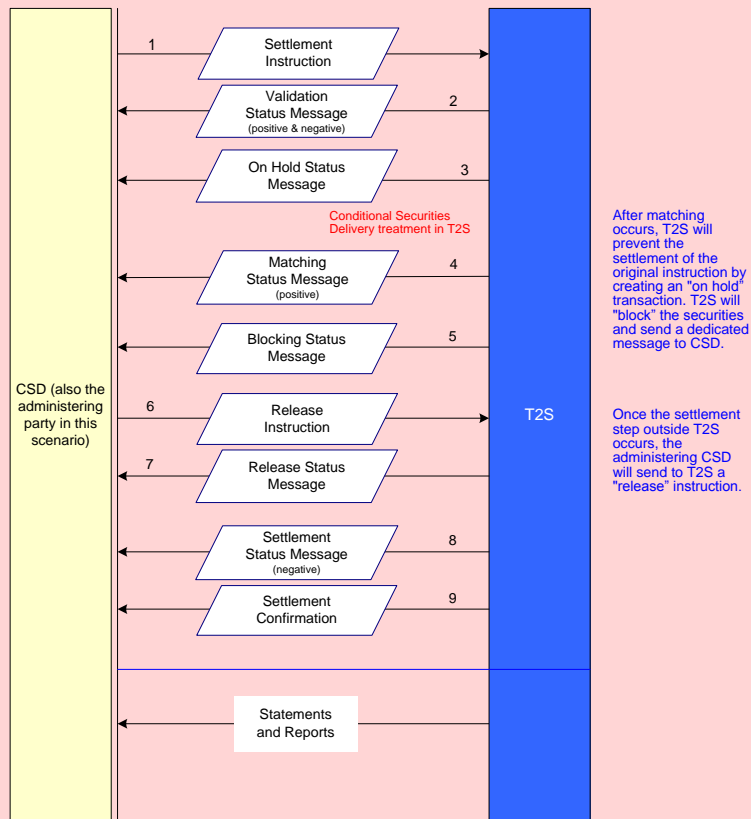 1
Settlement
Instruction
Validation
Status Message
(positive & negative)
2
On Hold Status
Message
3
Conditional Securities
Delivery treatment in T2S
Matching
Status Message
(positive)
4
Blocking Status
Message
5
CSD (also the
administering
party in this
scenario)
6
Release
Instruction
7
Release Status
Message
Settlement
Status Message
(negative)
8
Settlement
Confirmation
9
Statements
and Reports
T2S
After matching
occurs, T2S will
prevent the
settlement of the
original instruction by
creating an "on hold”
transaction. T2S will
"block” the securities
and send a dedicated
message to CSD.
Once the settlement
step outside T2S
occurs, the
administering CSD
will send to T2S a
"release” instruction.